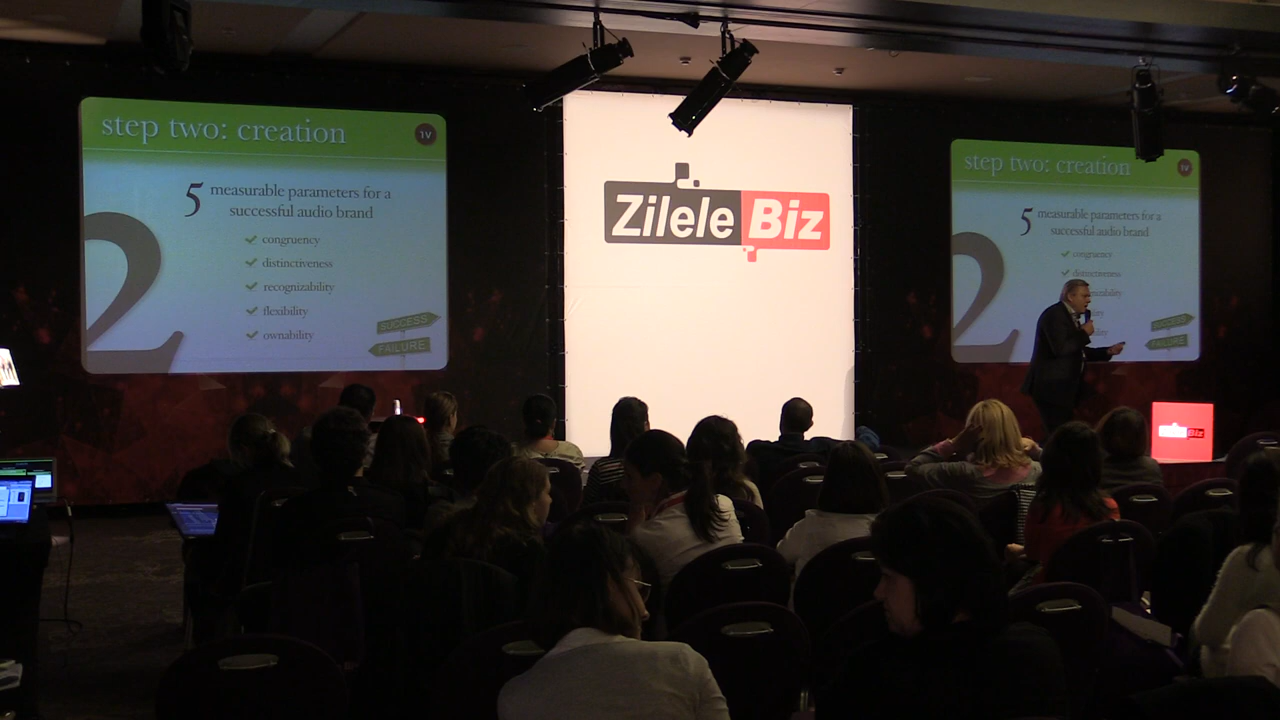 step two: creation
1V
5 measurable parameters for a
successful audio brand
congruency
distinctiveness
recognizability
flexibility
ownability
2
SUCCESS
FAILURE
Zilele Biz
step two: creation
1V
5 measurable parameters for a
successful audio brand
congruency
distinctiveness
2
SUCCESS
FAILURE
Zilele Biz